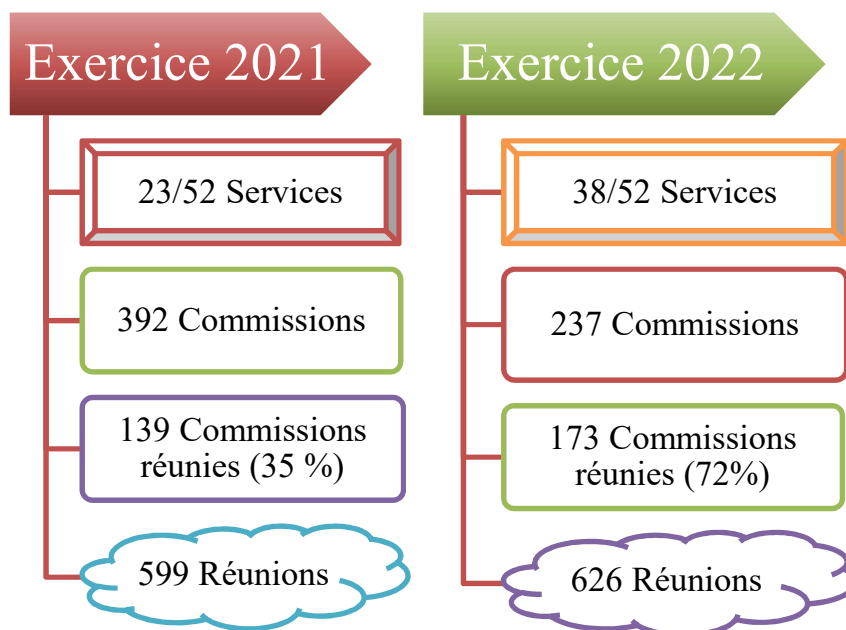 Exercice 2021
23/52 Services
392 Commissions
139 Commissions
réunies (35 %)
599 Réunions
Exercice 2022
38/52 Services
237 Commissions
173 Commissions
réunies (72%)
626 Réunions